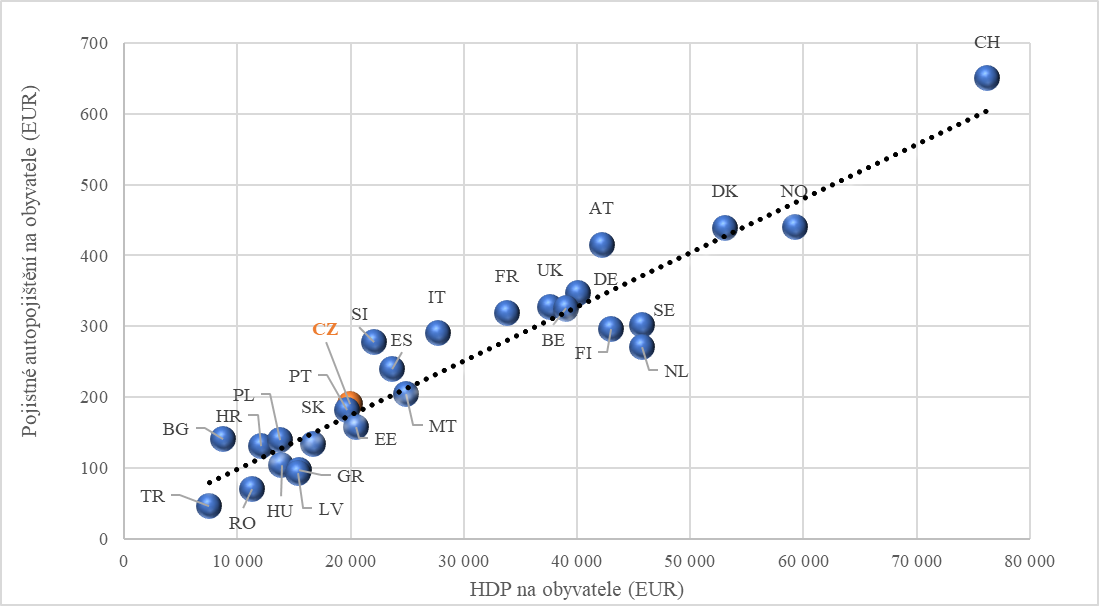 700
600
500
400
300
200
100
0
Pojistné autopojištění na obyvatele (EUR)
CH
DK
NO
AT
UK
DE
FR
BE
SE
FI
NL
IT
SI
ES
CZ
PT
PL
SK
HR
BG
MT
EE
GR
LV
HU
TR
RO
0
10 000
20 000
30 000
40 000
50 000
60 000
70 000
80 000
HDP na obyvatele (EUR)